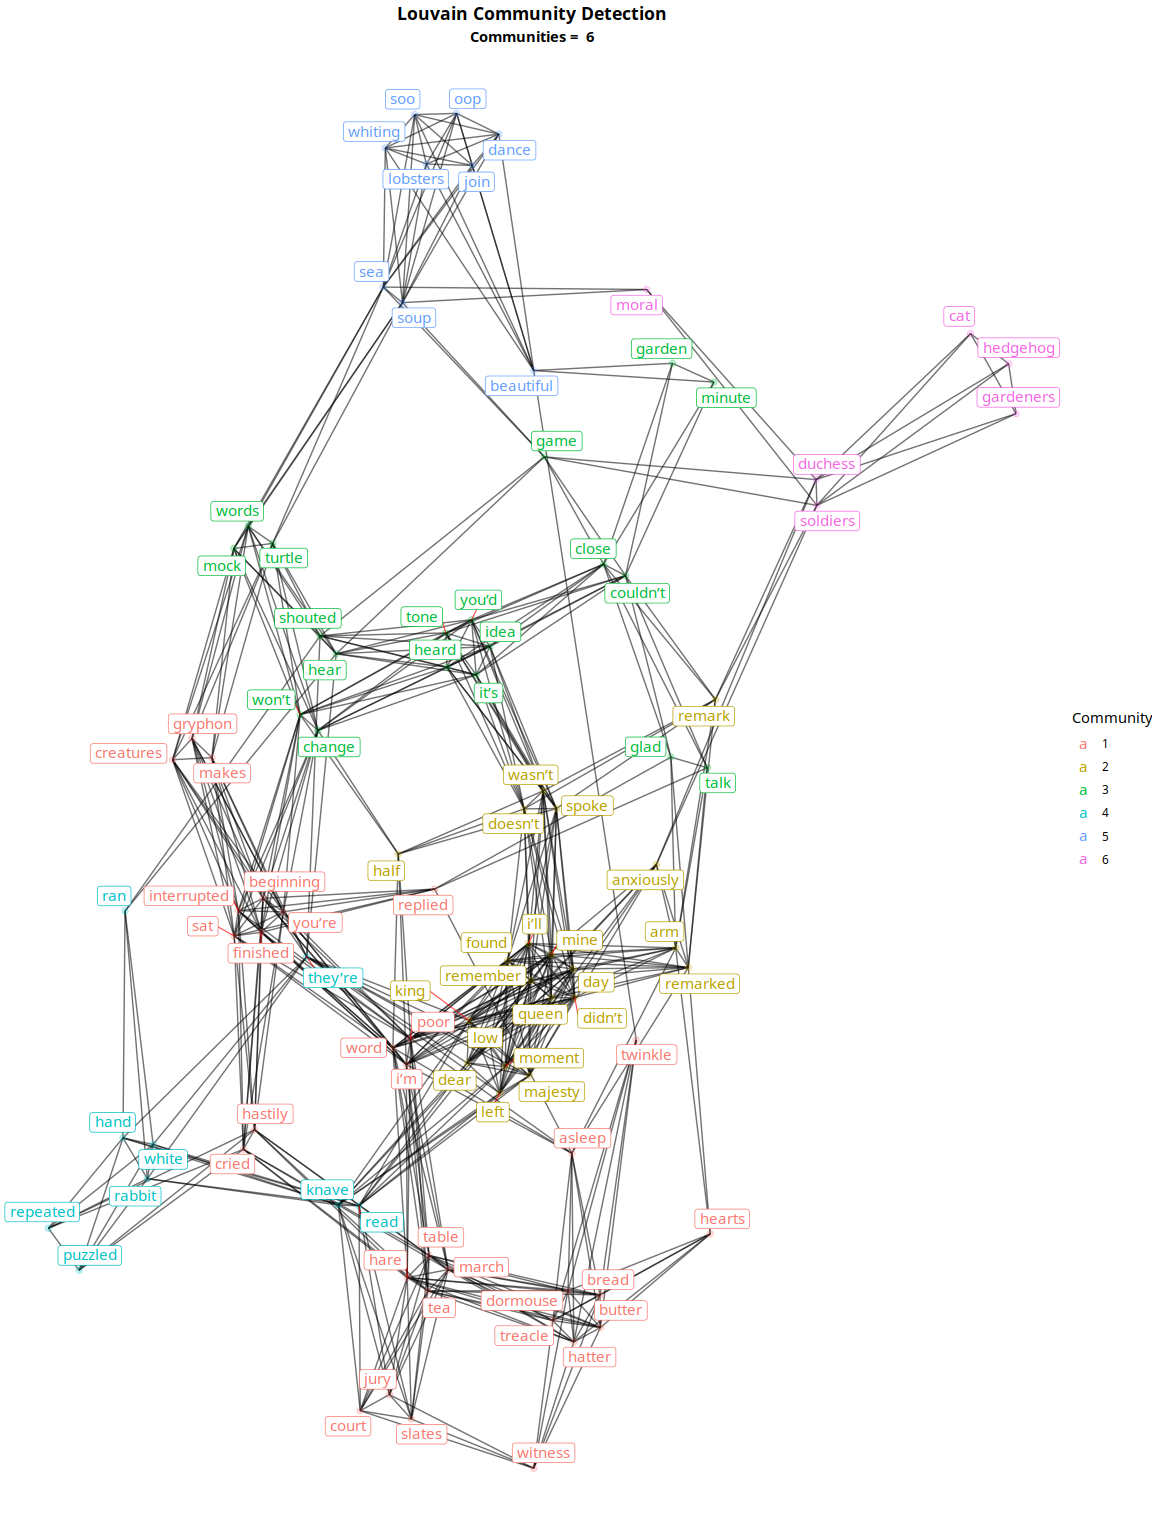 Louvain Community Detection
Communities = 6
soo
oop
whiting
dance
lobsters
join
sea
moral
soup
cat
garden
hedgehog
beautiful
minute
gardeners
game
duchess
words
soldiers
close
mock
turtle
couldn't
you'd
shouted
tone
idea
heard
hear
it's
won't
remark
gryphon
glad
creatures
change
makes
wasn't
talk
spoke
doesn't
half
anxiously
beginning
ran
interrupted
replied
sat
you're
i'll
arm
found
mine
finished
remember
they're
day
remarked
king
queen
didn't
poor
low
word
moment
twinkle
i'm
dear
majesty
left
hastily
hand
asleep
white
cried
rabbit
knave
repeated
read
hearts
table
puzzled
hare
march
bread
dormouse
tea
butter
treacle
hatter
jury
court
slates
witness
Community
a 1
a 2
a 3
a 4
a 5
a 6